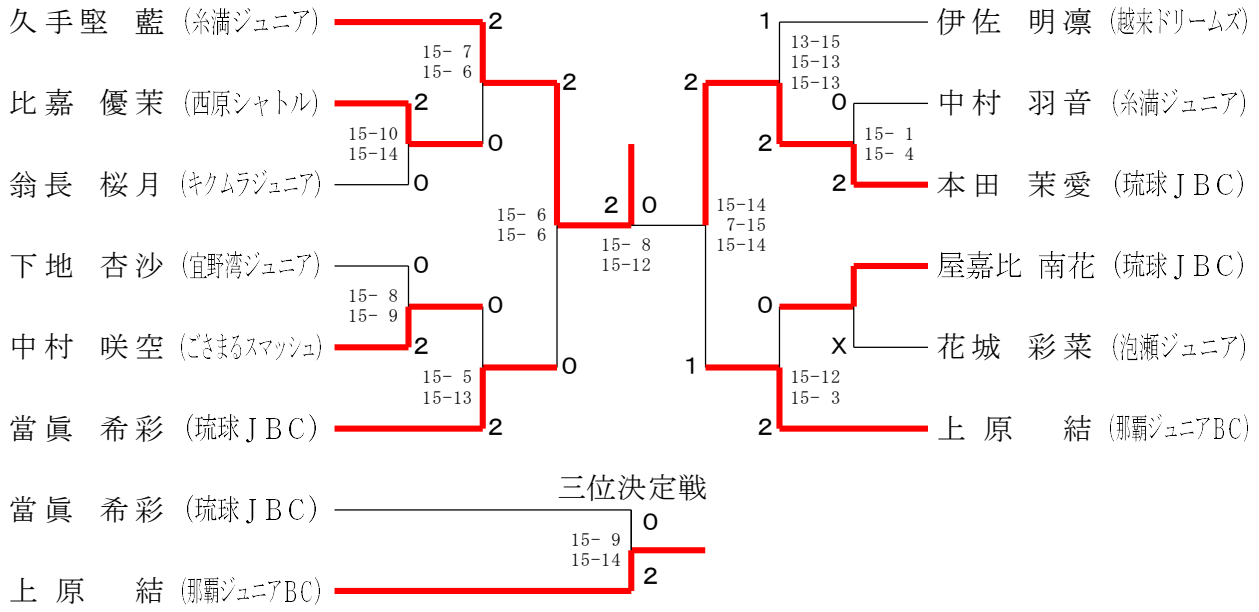 久手堅 藍 (糸満ジュニア)
2
15- 7
15- 6
2
比嘉 優茉 (西原シャトル)
2
15-10
15-14
0
翁長 桜月 (キクムラジュニア)
0
15- 6
15- 6
2 0
15- 8
15-12
下地 杏沙 (宜野湾ジュニア)
0
15- 8
15- 9
0
中村 咲空 (ごさまるスマッシュ)
2
15- 5
15-13
0
當眞 希彩 (琉球JBC)
2
1
伊佐 明凛 (越来ドリームズ)
13-15
15-13
15-13
2
0
中村 羽音 (糸満ジュニア)
15- 1
15- 4
2
2
本田 茉愛 (琉球JBC)
15-14
7-15
15-14
屋嘉比 南花 (琉球JBC)
0
X
花城 彩菜 (泡瀬ジュニア)
1
15-12
15- 3
2
上原 結 (那覇ジュニアBC)
三位決定戦
當眞 希彩 (琉球JBC)
0
15- 9
15-14
2
上原 結 (那覇ジュニアBC)